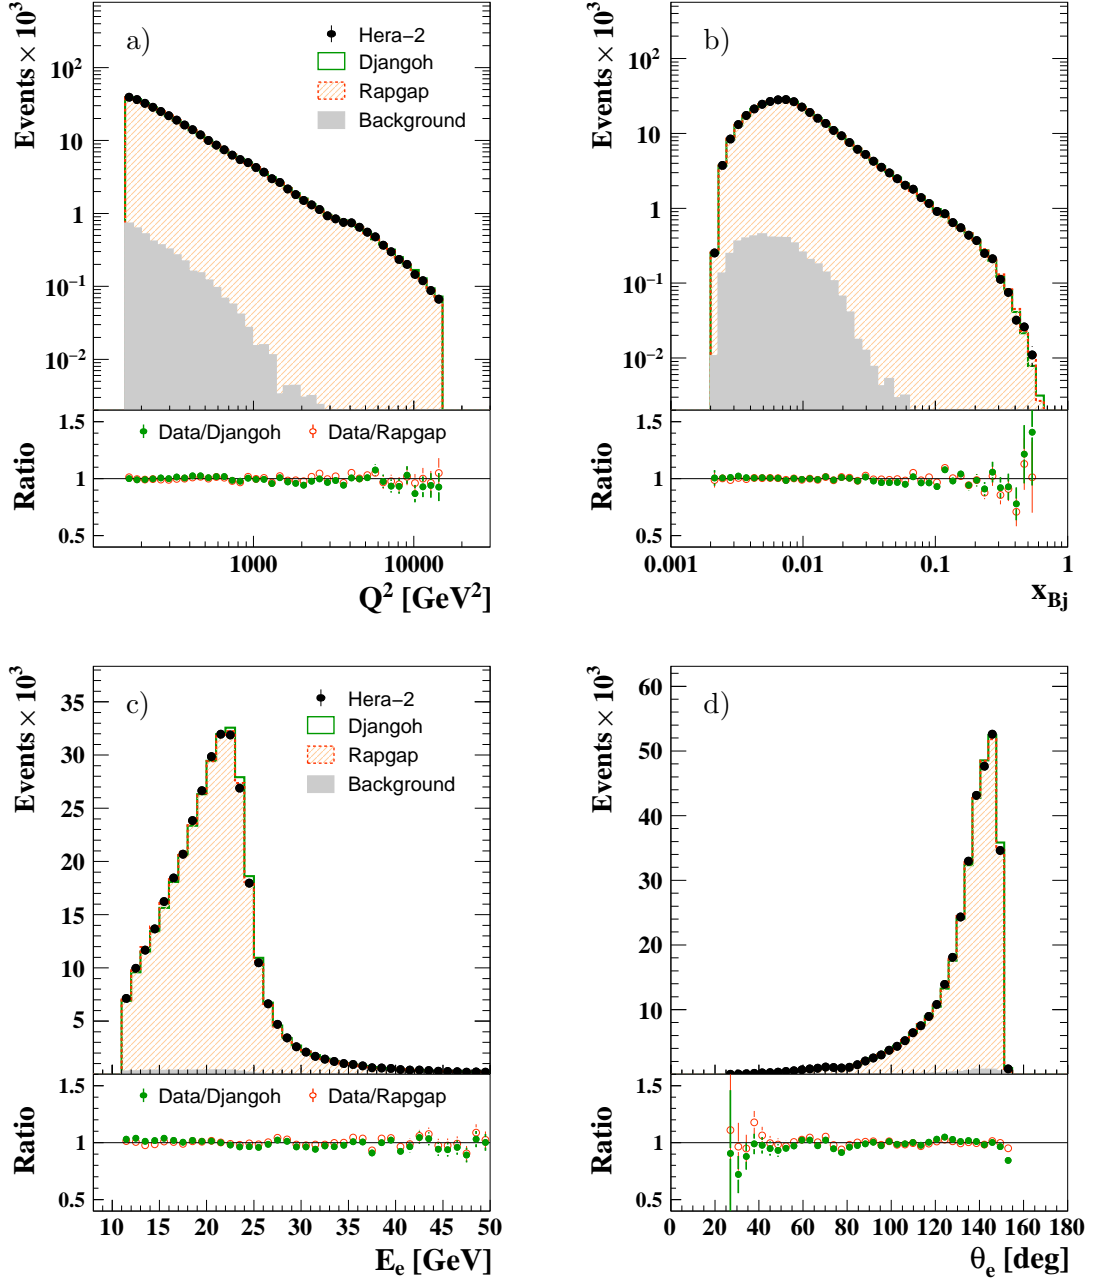 a)
Events × 10³
Hera−2
Djangoh
Rapgap
Background
10²
10
1
10⁻¹
10⁻²
Data/Djangoh
Data/Rapgap
Ratio
1.5
1
0.5
1000
10000
Q² [GeV²]
b)
Events × 10³
10²
10
1
10⁻¹
10⁻²
Ratio
1.5
1
0.5
0.001
0.01
0.1
1
x_Bj
c)
Events × 10³
Hera−2
Djangoh
Rapgap
Background
35
30
25
20
15
10
5
Data/Djangoh
Data/Rapgap
Ratio
1.5
1
0.5
10 15 20 25 30 35 40 45 50
E_e [GeV]
d)
Events × 10³
60
50
40
30
20
10
Ratio
1.5
1
0.5
0 20 40 60 80 100 120 140 160 180
θ_e [deg]